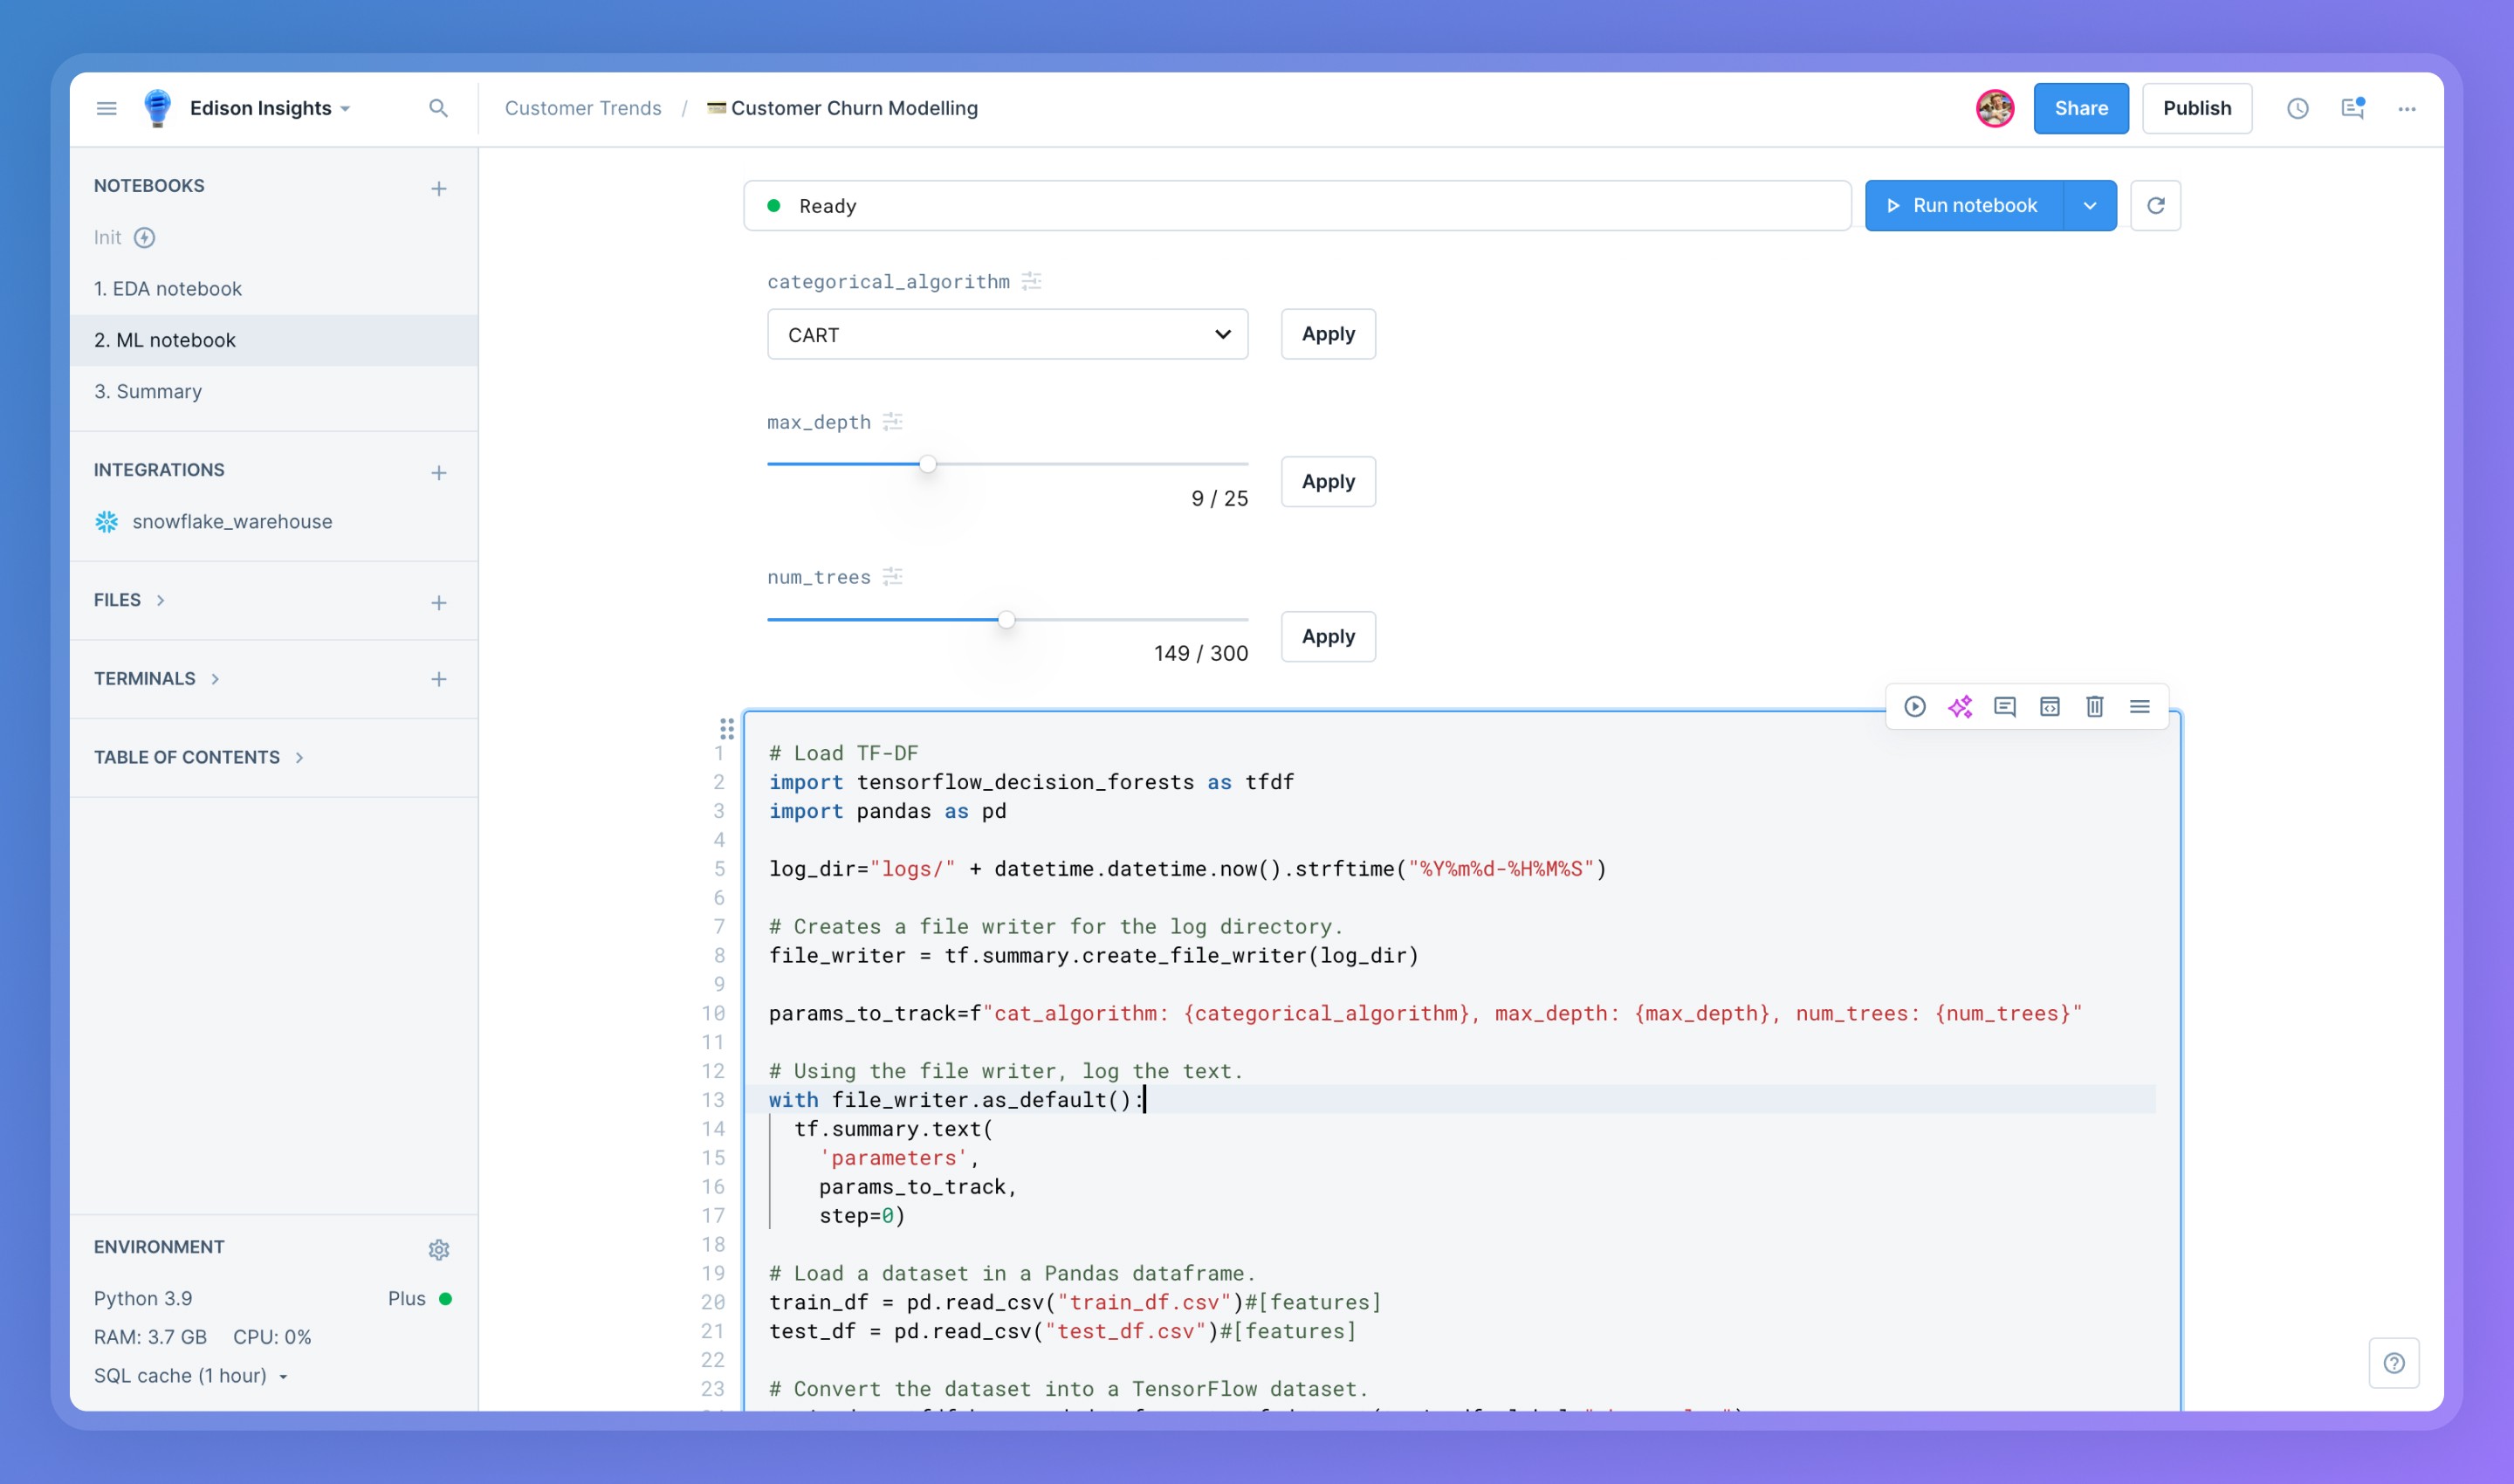 Edison Insights
Customer Trends / Customer Churn Modelling
Share
Publish
NOTEBOOKS
Init
1. EDA notebook
2. ML notebook
3. Summary
INTEGRATIONS
snowflake_warehouse
FILES
TERMINALS
TABLE OF CONTENTS
ENVIRONMENT
Python 3.9
Plus
RAM: 3.7 GB CPU: 0%
SQL cache (1 hour)
Ready
Run notebook
categorical_algorithm
CART
Apply
max_depth
9 / 25
Apply
num_trees
149 / 300
Apply
1 # Load TF-DF
2 import tensorflow_decision_forests as tfdf
3 import pandas as pd
4
5 log_dir="logs/" + datetime.datetime.now().strftime("%Y%m%d-%H%M%S")
6
7 # Creates a file writer for the log directory.
8 file_writer = tf.summary.create_file_writer(log_dir)
9
10 params_to_track=f"cat_algorithm: {categorical_algorithm}, max_depth: {max_depth}, num_trees: {num_trees}"
11
12 # Using the file writer, log the text.
13 with file_writer.as_default():
14 tf.summary.text(
15 'parameters',
16 params_to_track,
17 step=0)
18
19 # Load a dataset in a Pandas dataframe.
20 train_df = pd.read_csv("train_df.csv")#[features]
21 test_df = pd.read_csv("test_df.csv")#[features]
22
23 # Convert the dataset into a TensorFlow dataset.